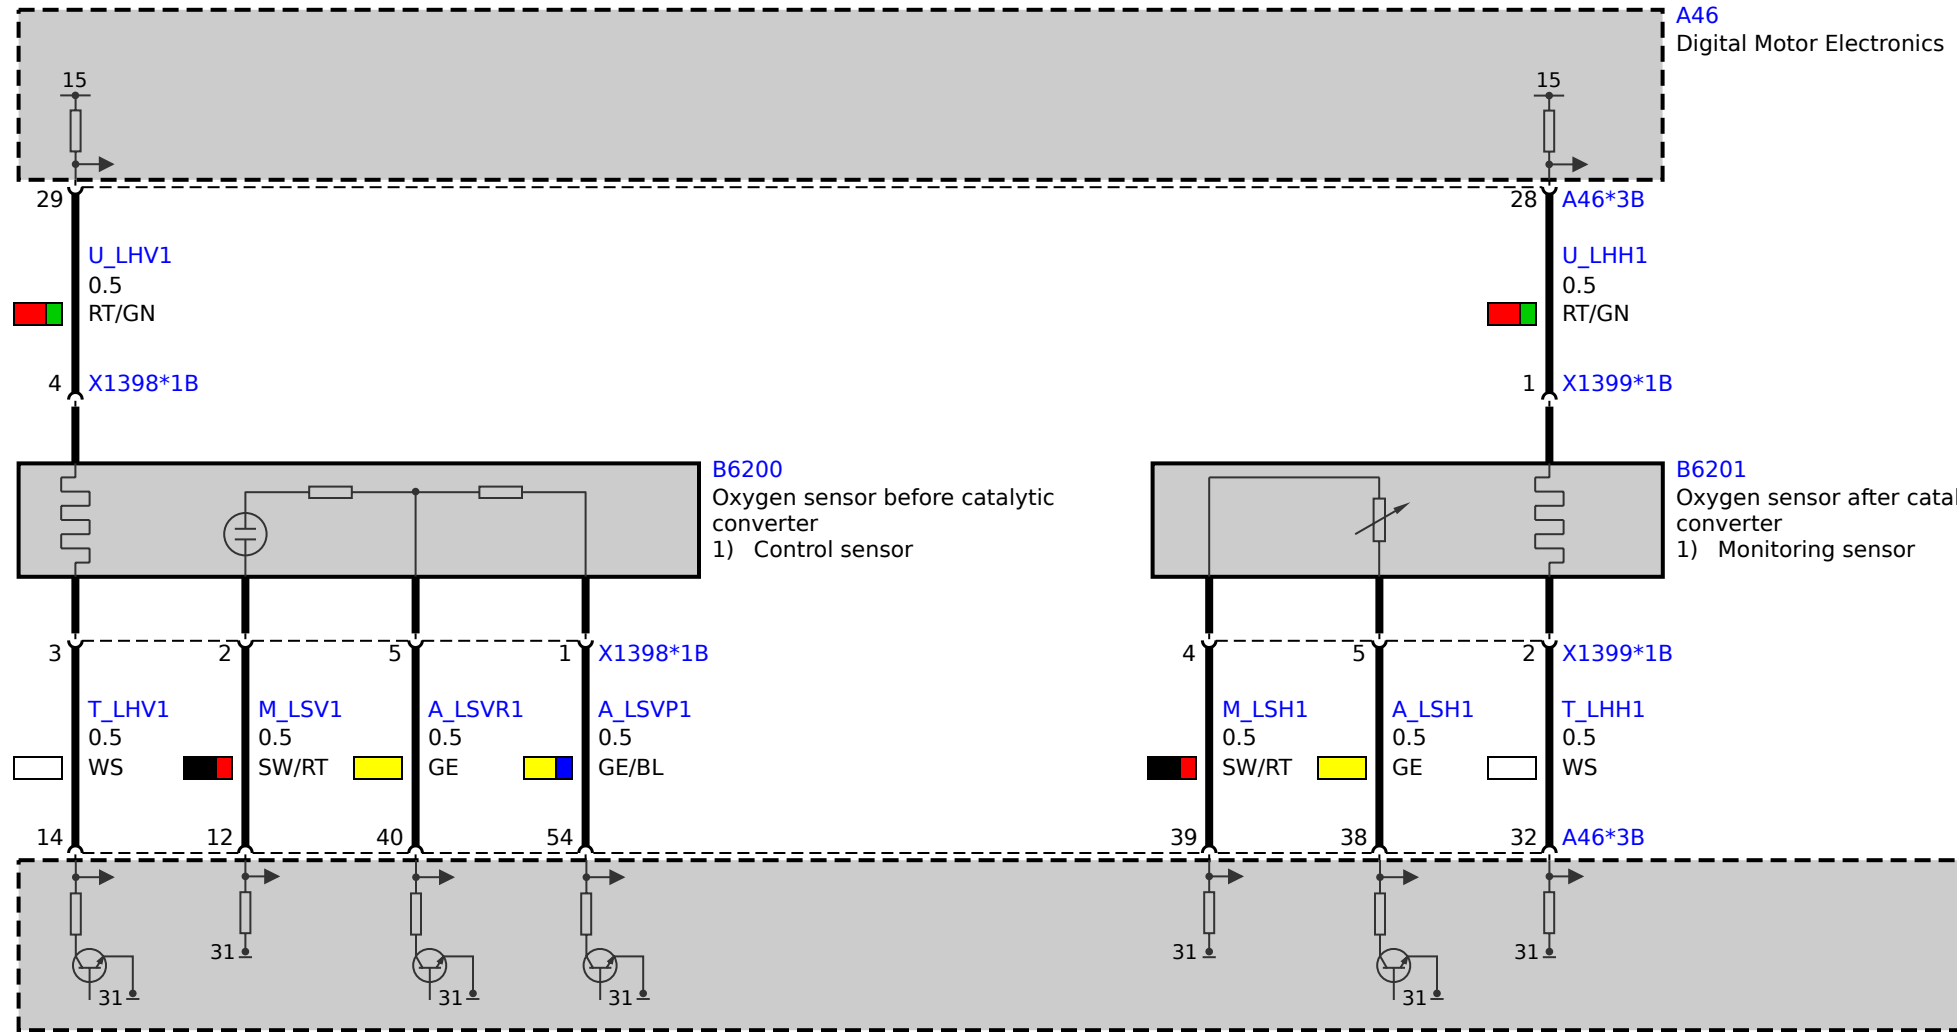 A46
Digital Motor Electronics
15
15
29
28
A46*3B
U_LHV1
0.5
RT/GN
U_LHH1
0.5
RT/GN
4
X1398*1B
1
X1399*1B
B6200
Oxygen sensor before catalytic
converter
1) Control sensor
B6201
Oxygen sensor after
converter
1) Monitoring sensor
3
2
5
1
X1398*1B
4
5
2
X1399*1B
T_LHV1
0.5
WS
M_LSV1
0.5
SW/RT
A_LSVR1
0.5
GE
A_LSVP1
0.5
GE/BL
M_LSH1
0.5
SW/RT
A_LSH1
0.5
GE
T_LHH1
0.5
WS
14
12
40
54
39
38
32
A46*3B
31
31
31
31
31
31
31